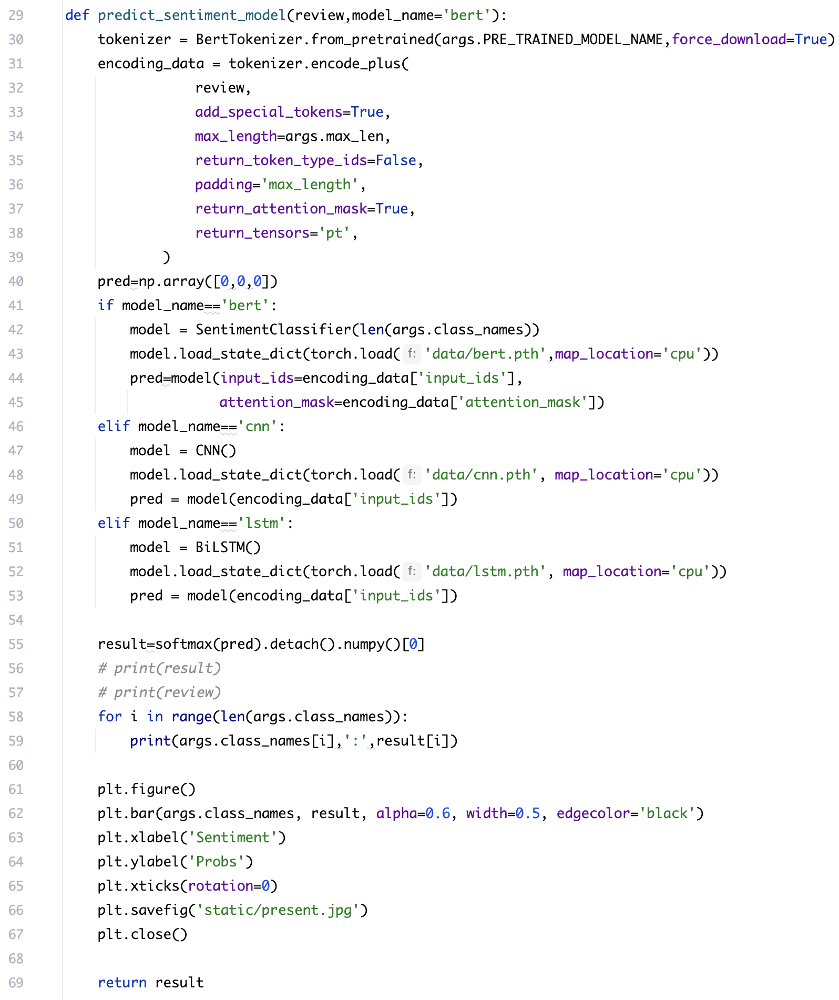 29 def predict_sentiment_model(review,model_name='bert'):
30 tokenizer = BertTokenizer.from_pretrained(args.PRE_TRAINED_MODEL_NAME,force_download=True)
31 encoding_data = tokenizer.encode_plus(
32 review,
33 add_special_tokens=True,
34 max_length=args.max_len,
35 return_token_type_ids=False,
36 padding='max_length',
37 return_attention_mask=True,
38 return_tensors='pt',
39 )
40 pred=np.array([0,0,0])
41 if model_name=='bert':
42 model = SentimentClassifier(len(args.class_names))
43 model.load_state_dict(torch.load( f: 'data/bert.pth',map_location='cpu'))
44 pred=model(input_ids=encoding_data['input_ids'],
45 attention_mask=encoding_data['attention_mask'])
46 elif model_name=='cnn':
47 model = CNN()
48 model.load_state_dict(torch.load( f: 'data/cnn.pth', map_location='cpu'))
49 pred = model(encoding_data['input_ids'])
50 elif model_name=='lstm':
51 model = BiLSTM()
52 model.load_state_dict(torch.load( f: 'data/lstm.pth', map_location='cpu'))
53 pred = model(encoding_data['input_ids'])
54
55 result=softmax(pred).detach().numpy()[0]
56 # print(result)
57 # print(review)
58 for i in range(len(args.class_names)):
59 print(args.class_names[i],':',result[i])
60
61 plt.figure()
62 plt.bar(args.class_names, result, alpha=0.6, width=0.5, edgecolor='black')
63 plt.xlabel('Sentiment')
64 plt.ylabel('Probs')
65 plt.xticks(rotation=0)
66 plt.savefig('static/present.jpg')
67 plt.close()
68
69 return result